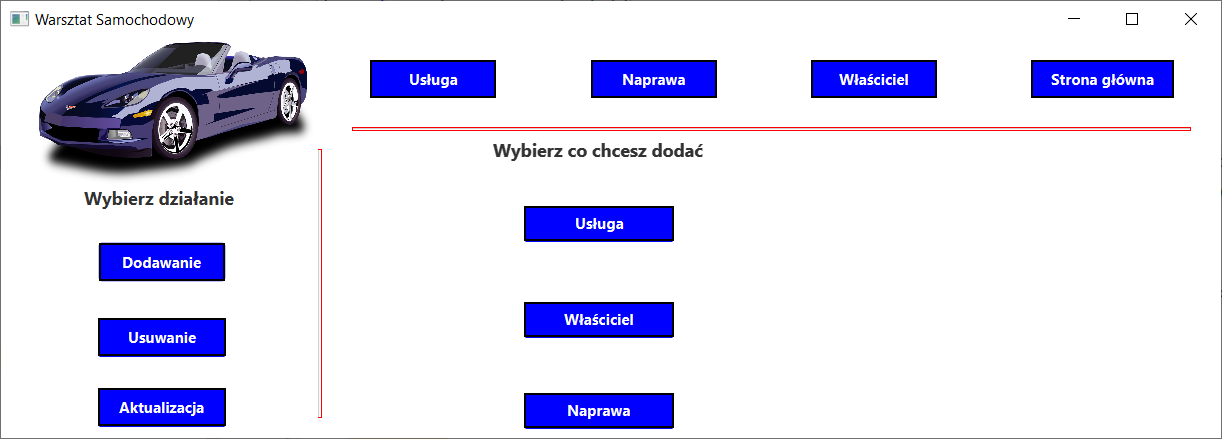 Warsztat Samochodowy
Usługa
Naprawa
Właściciel
Strona główna
Wybierz co chcesz dodać
Usługa
Właściciel
Naprawa
Wybierz działanie
Dodawanie
Usuwanie
Aktualizacja